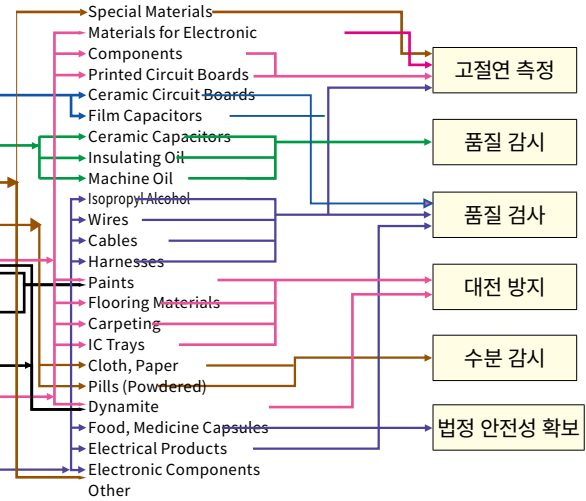 Special Materials
Materials for Electronic
Components
Printed Circuit Boards
Ceramic Circuit Boards
Film Capacitors
Ceramic Capacitors
Insulating Oil
Machine Oil
Isopropyl Alcohol
Wires
Cables
Harnesses
Paints
Flooring Materials
Carpeting
IC Trays
Cloth, Paper
Pills (Powdered)
Dynamite
Food, Medicine Capsules
Electrical Products
Electronic Components
Other
고절연 측정
품질 감시
품질 검사
대전 방지
수분 감시
법정 안전성 확보